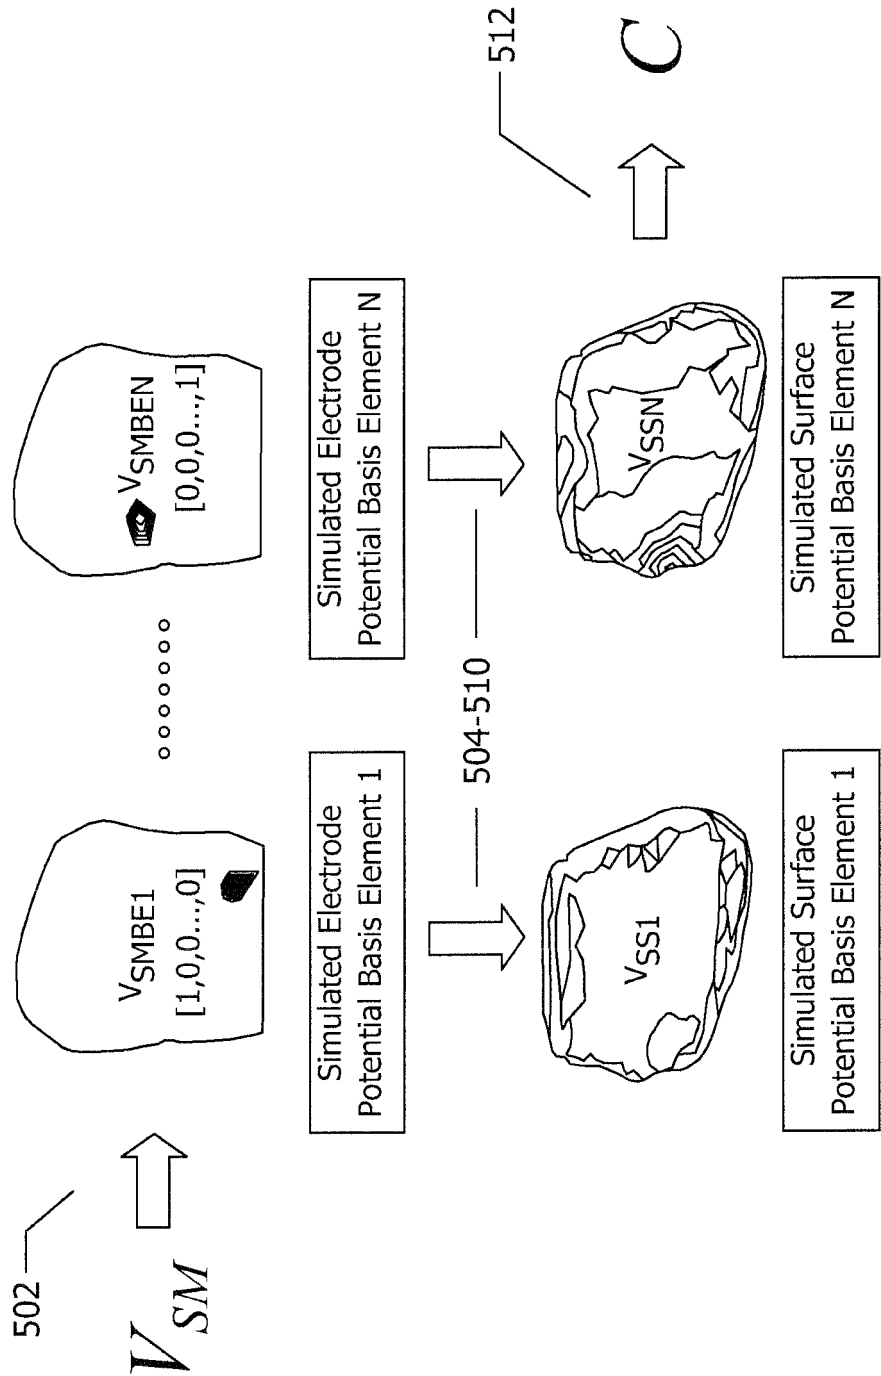 502
V_SM
V_SMBE1
[1,0,0...,0]
Simulated Electrode
Potential Basis Element 1
V_SMBEN
[0,0,0...,1]
Simulated Electrode
Potential Basis Element N
504-510
V_SS1
Simulated Surface
Potential Basis Element 1
V_SSN
Simulated Surface
Potential Basis Element N
512
C